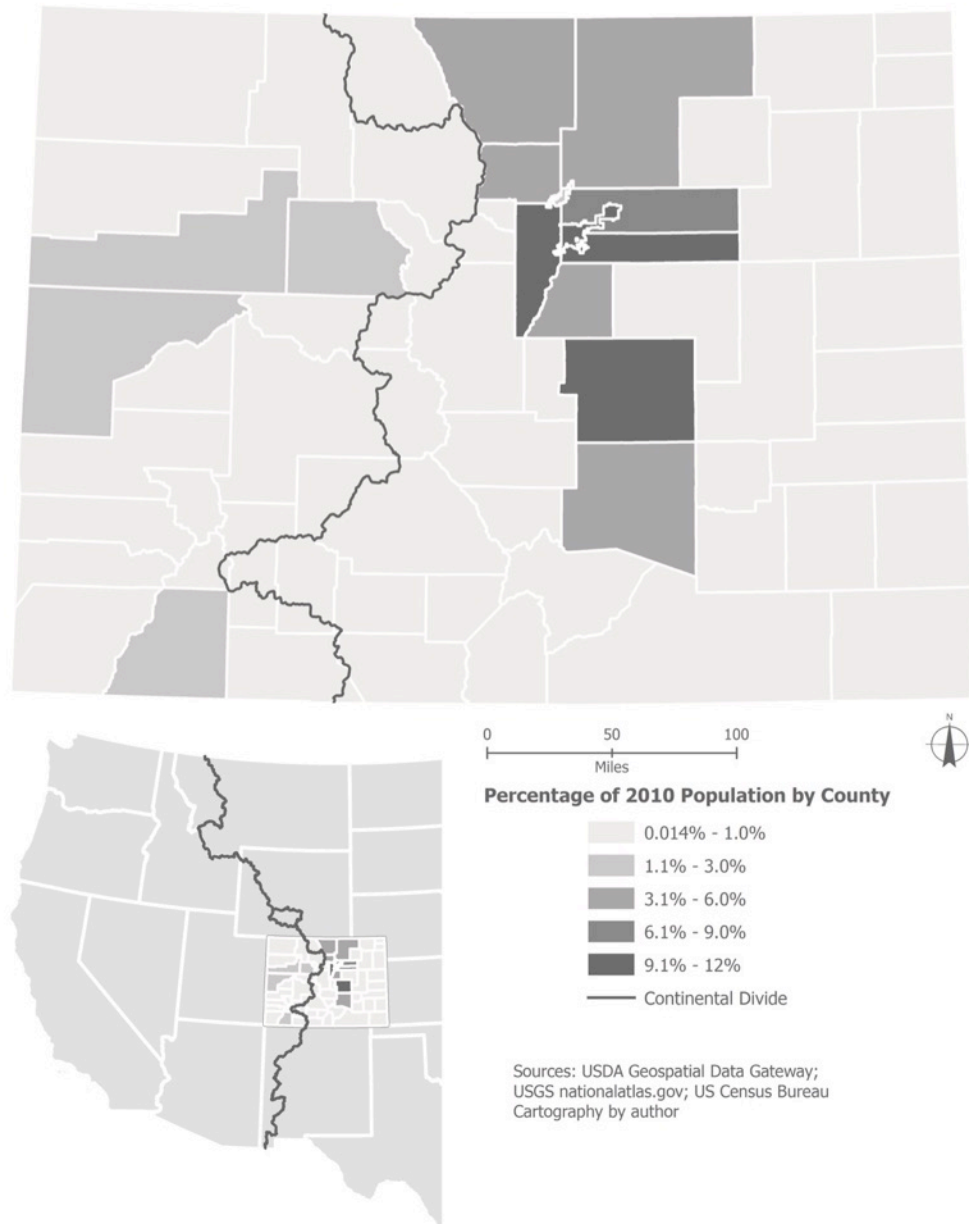 0 50 100
Miles
N
Percentage of 2010 Population by County
0.014% - 1.0%
1.1% - 3.0%
3.1% - 6.0%
6.1% - 9.0%
9.1% - 12%
Continental Divide
Sources: USDA Geospatial Data Gateway;
USGS nationalatlas.gov; US Census Bureau
Cartography by author